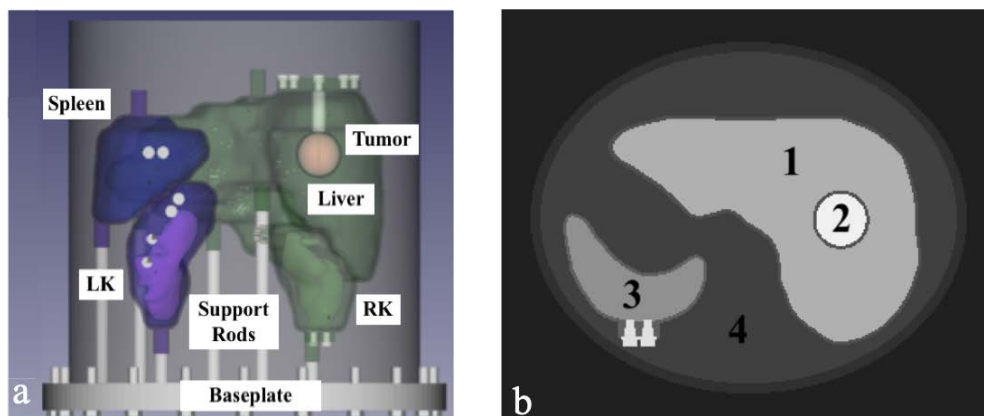 Spleen
Tumor
Liver
LK
Support
Rods
RK
Baseplate
a
1
2
3
4
b